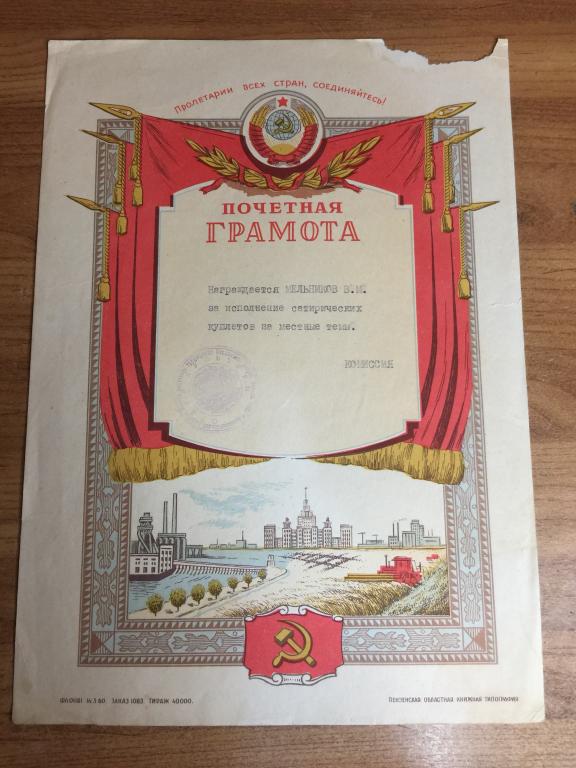 Пролетарии всех стран, соединяйтесь!
ПОЧЕТНАЯ
ГРАМОТА
Награждается МЕЛЬНИКОВ В.М.
за исполнение сатирических
куплетов на местные темы.
КОМИССИЯ
ЗАКАЗ 1083. ТИРАЖ 40000.
ПЕНЗЕНСКАЯ ОБЛАСТНАЯ КНИЖНАЯ ТИПОГРАФИЯ